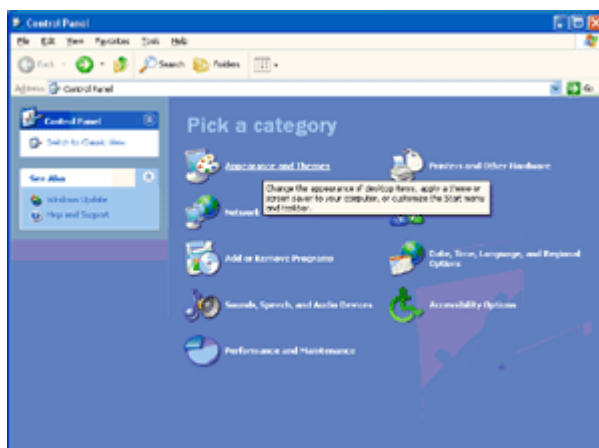 Control Panel
File Edit View Favorites Tools Help
Back Search Folders
Address Control Panel Go
Control Panel
Switch to Classic View
See Also
Windows Update
Help and Support
Pick a category
Appearance and Themes
Printers and Other Hardware
Change the appearance of desktop items, apply a theme or
screen saver to your computer, or customize the Start menu
and taskbar.
Network
Add or Remove Programs
Date, Time, Language, and Regional
Options
Sounds, Speech, and Audio Devices
Accessibility Options
Performance and Maintenance